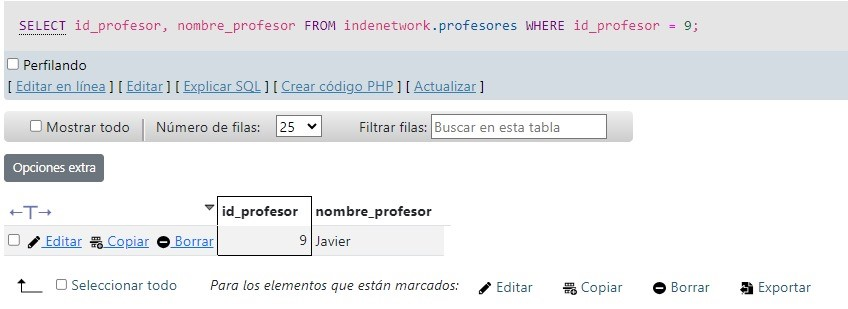 SELECT id_profesor, nombre_profesor FROM indenetwork.profesores WHERE id_profesor = 9;
Perfilando
[ Editar en línea ] [ Editar ] [ Explicar SQL ] [ Crear código PHP ] [ Actualizar ]
Mostrar todo Número de filas: 25 Filtrar filas: Buscar en esta tabla
Opciones extra
←T→ id_profesor nombre_profesor
Editar Copiar Borrar 9 Javier
Seleccionar todo Para los elementos que están marcados: Editar Copiar Borrar Exportar